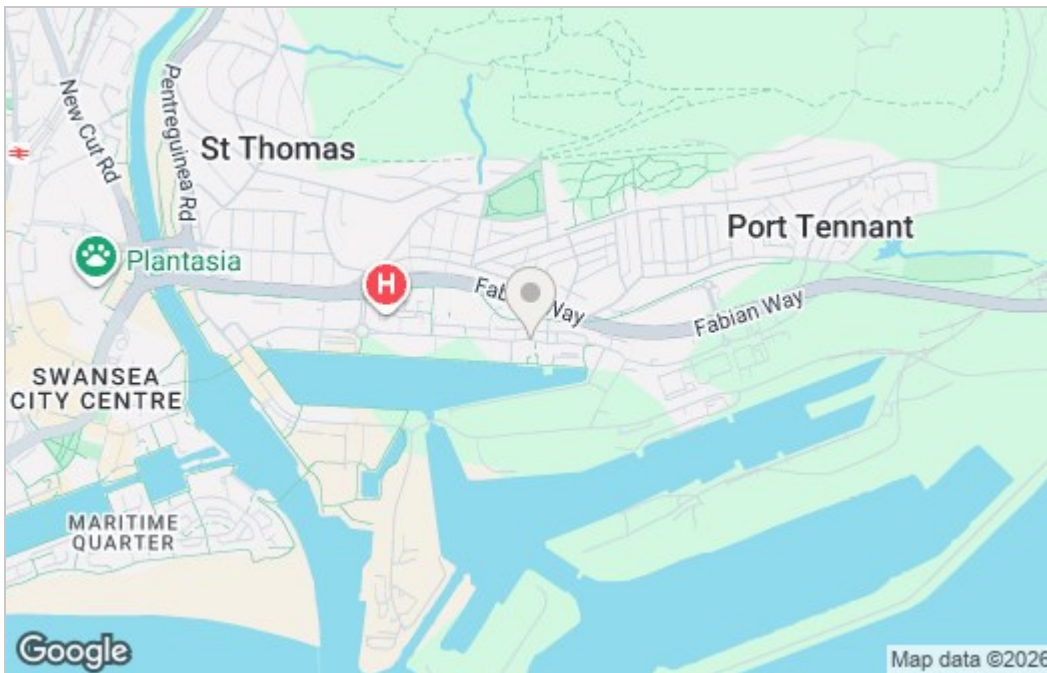 New Cut Rd
Pentreguinea Rd
St Thomas
Port Tennant
Plantasia
H
Fabian Way
Fabian Way
SWANSEA
CITY CENTRE
MARITIME
QUARTER
Google
Map data ©2026